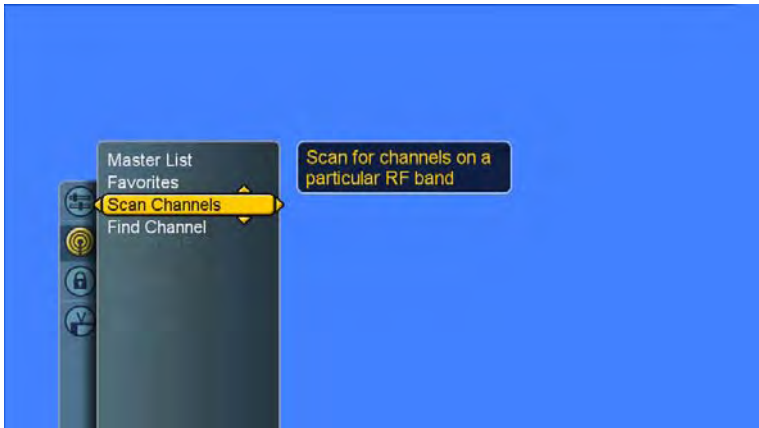 Master List
Favorites
Scan Channels
Find Channel
Scan for channels on a
particular RF band